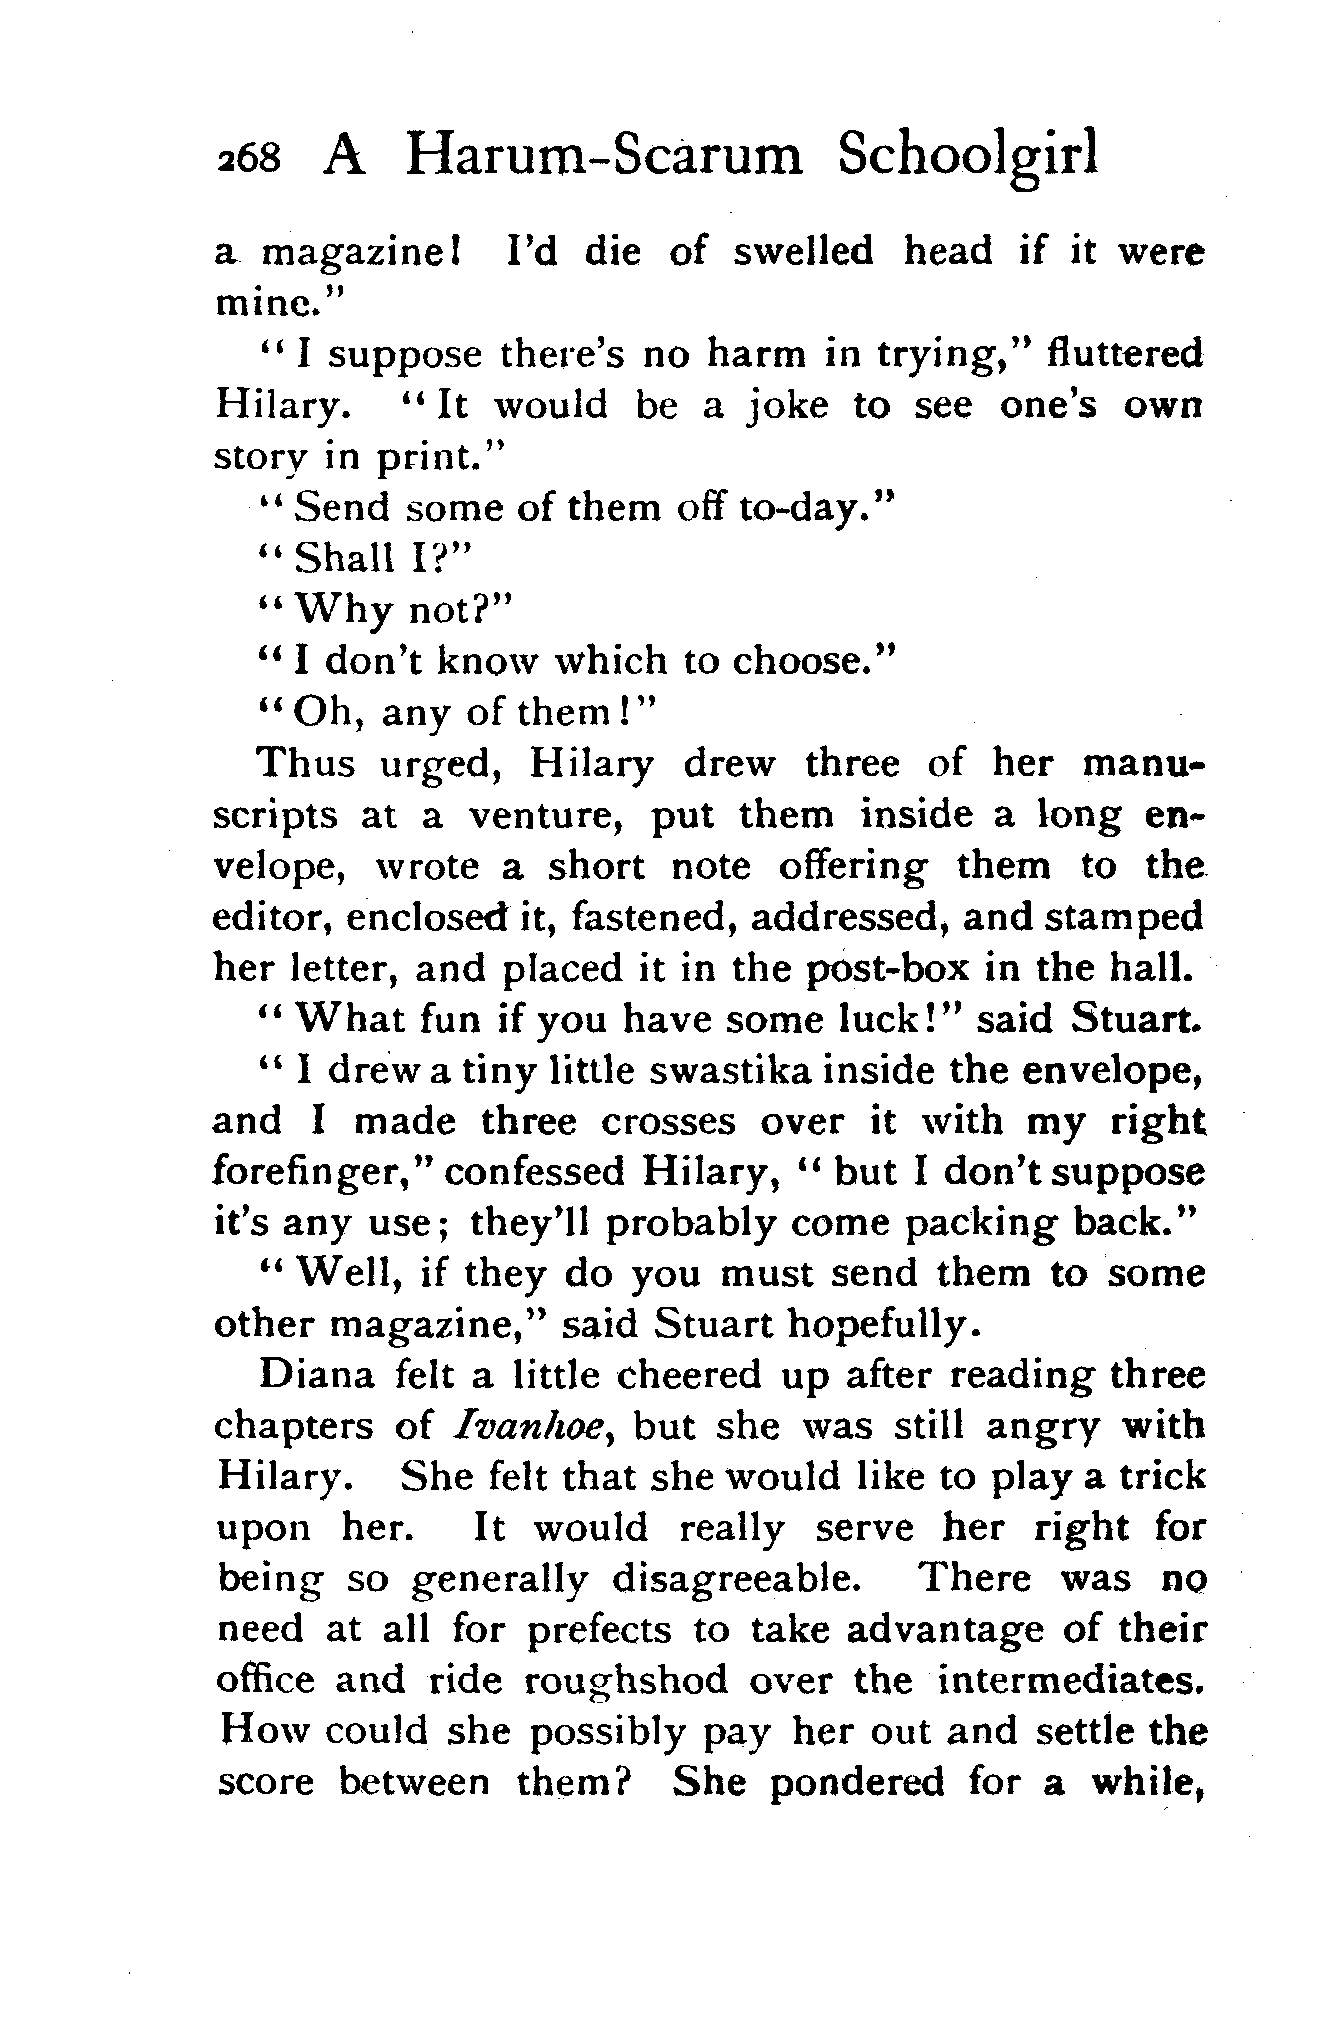 268 A Harum-Scarum Schoolgirl
a magazine! I'd die of swelled head if it were
mine."
"I suppose there's no harm in trying," fluttered
Hilary. "It would be a joke to see one's own
story in print."
"Send some of them off to-day."
"Shall I?"
"Why not?"
"I don't know which to choose."
"Oh, any of them!"
Thus urged, Hilary drew three of her manu-
scripts at a venture, put them inside a long en-
velope, wrote a short note offering them to the
editor, enclosed it, fastened, addressed, and stamped
her letter, and placed it in the post-box in the hall.
"What fun if you have some luck!" said Stuart.
"I drew a tiny little swastika inside the envelope,
and I made three crosses over it with my right
forefinger," confessed Hilary, "but I don't suppose
it's any use; they'll probably come packing back."
"Well, if they do you must send them to some
other magazine," said Stuart hopefully.
Diana felt a little cheered up after reading three
chapters of Ivanhoe, but she was still angry with
Hilary. She felt that she would like to play a trick
upon her. It would really serve her right for
being so generally disagreeable. There was no
need at all for prefects to take advantage of their
office and ride roughshod over the intermediates.
How could she possibly pay her out and settle the
score between them? She pondered for a while,